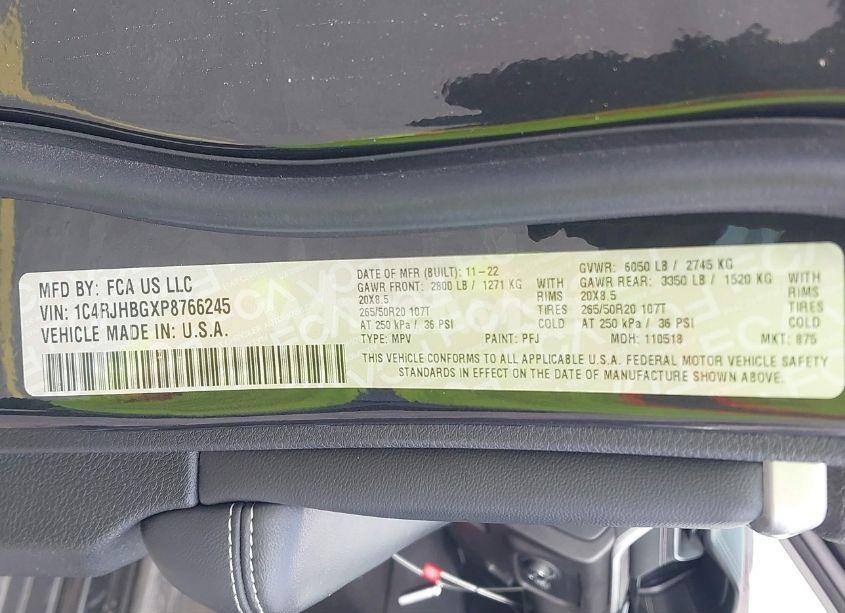 MFD BY: FCA US LLC
VIN: 1C4RJHBGXP8766245
VEHICLE MADE IN: U.S.A.
DATE OF MFR (BUILT): 11-22
GVWR: 6050 LB / 2745 KG
GAWR FRONT: 2800 LB / 1271 KG WITH
GAWR REAR: 3350 LB / 1520 KG WITH
20X8.5 RIMS
20X8.5 RIMS
265/50R20 107T TIRES
265/50R20 107T TIRES
AT 250 kPa / 36 PSI COLD
AT 250 kPa / 36 PSI COLD
TYPE: MPV PAINT: PFJ MDH: 110518 MKT: 875
THIS VEHICLE CONFORMS TO ALL APPLICABLE U.S.A. FEDERAL MOTOR VEHICLE SAFETY
STANDARDS IN EFFECT ON THE DATE OF MANUFACTURE SHOWN ABOVE.